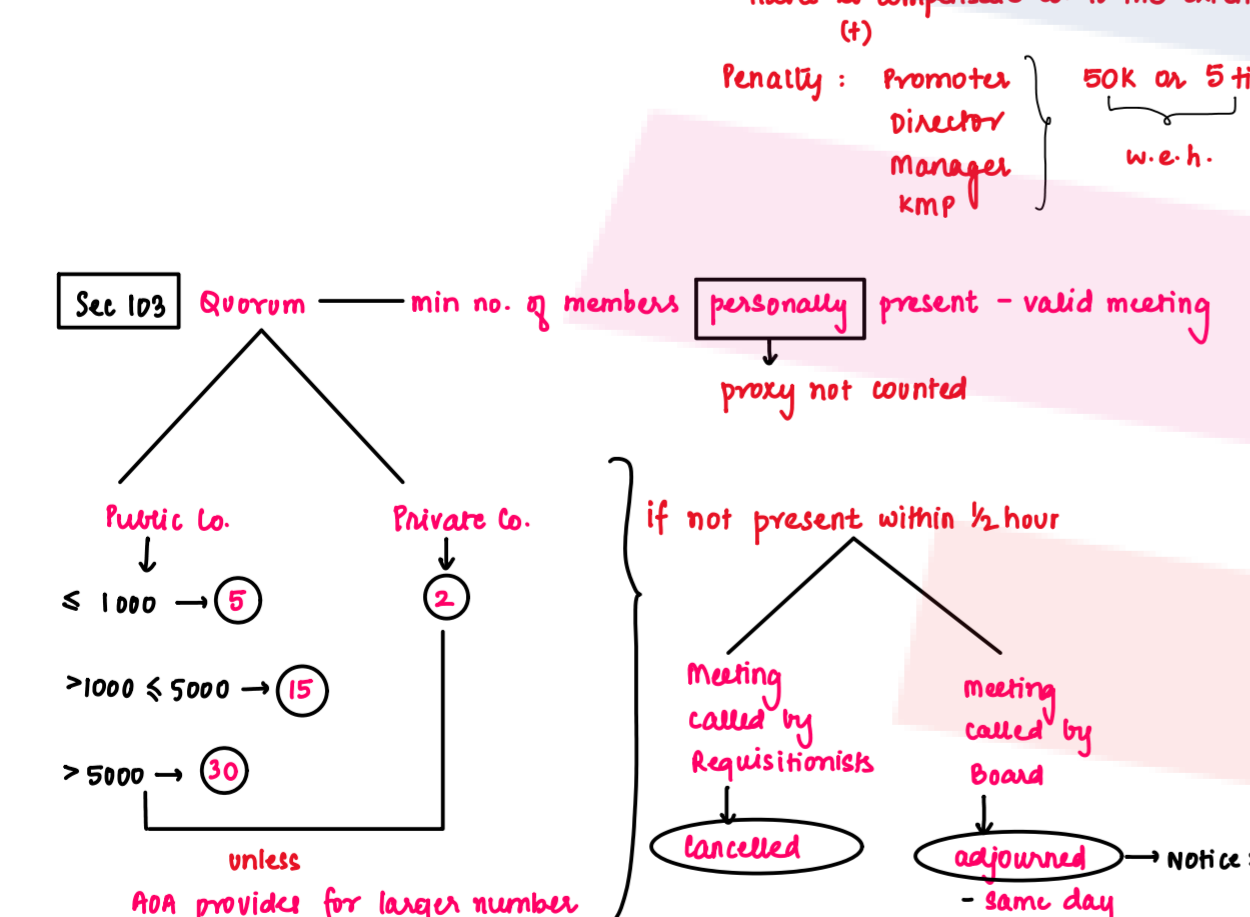 (+)
Penalty : Promoter
Director
Manager
KMP
50K or 5
w.e.h.
Sec 103 Quorum — min no. of members personally present - valid meeting
proxy not counted
Public Co.
≤ 1000 → 5
>1000 ≤ 5000 → 15
> 5000 → 30
Private Co.
2
unless
AOA provides for larger number
if not present within ½ hour
Meeting
called by
Requisitionists
Cancelled
meeting
called by
Board
adjourned → Notice :
- same day